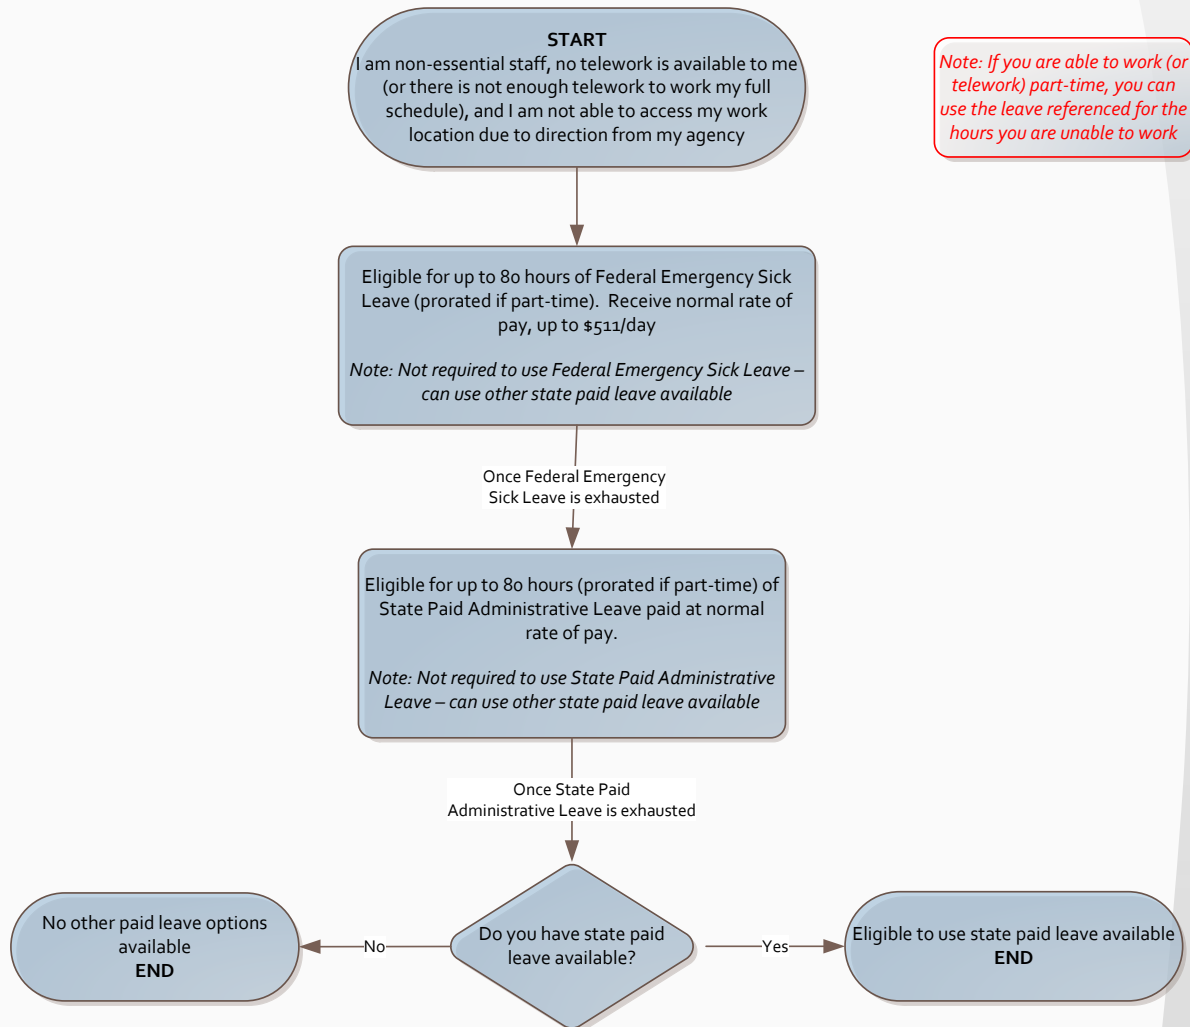 START
I am non-essential staff, no telework is available to me
(or there is not enough telework to work my full
schedule), and I am not able to access my work
location due to direction from my agency
Note: If you are able to work (or
telework) part-time, you can
use the leave referenced for the
hours you are unable to work
Eligible for up to 80 hours of Federal Emergency Sick
Leave (prorated if part-time).  Receive normal rate of
pay, up to $511/day
Note: Not required to use Federal Emergency Sick Leave –
can use other state paid leave available
Once Federal Emergency
Sick Leave is exhausted
Eligible for up to 80 hours (prorated if part-time) of
State Paid Administrative Leave paid at normal
rate of pay.
Note: Not required to use State Paid Administrative
Leave – can use other state paid leave available
Once State Paid
Administrative Leave is exhausted
No other paid leave options
available
END
No
Do you have state paid
leave available?
Yes
Eligible to use state paid leave available
END